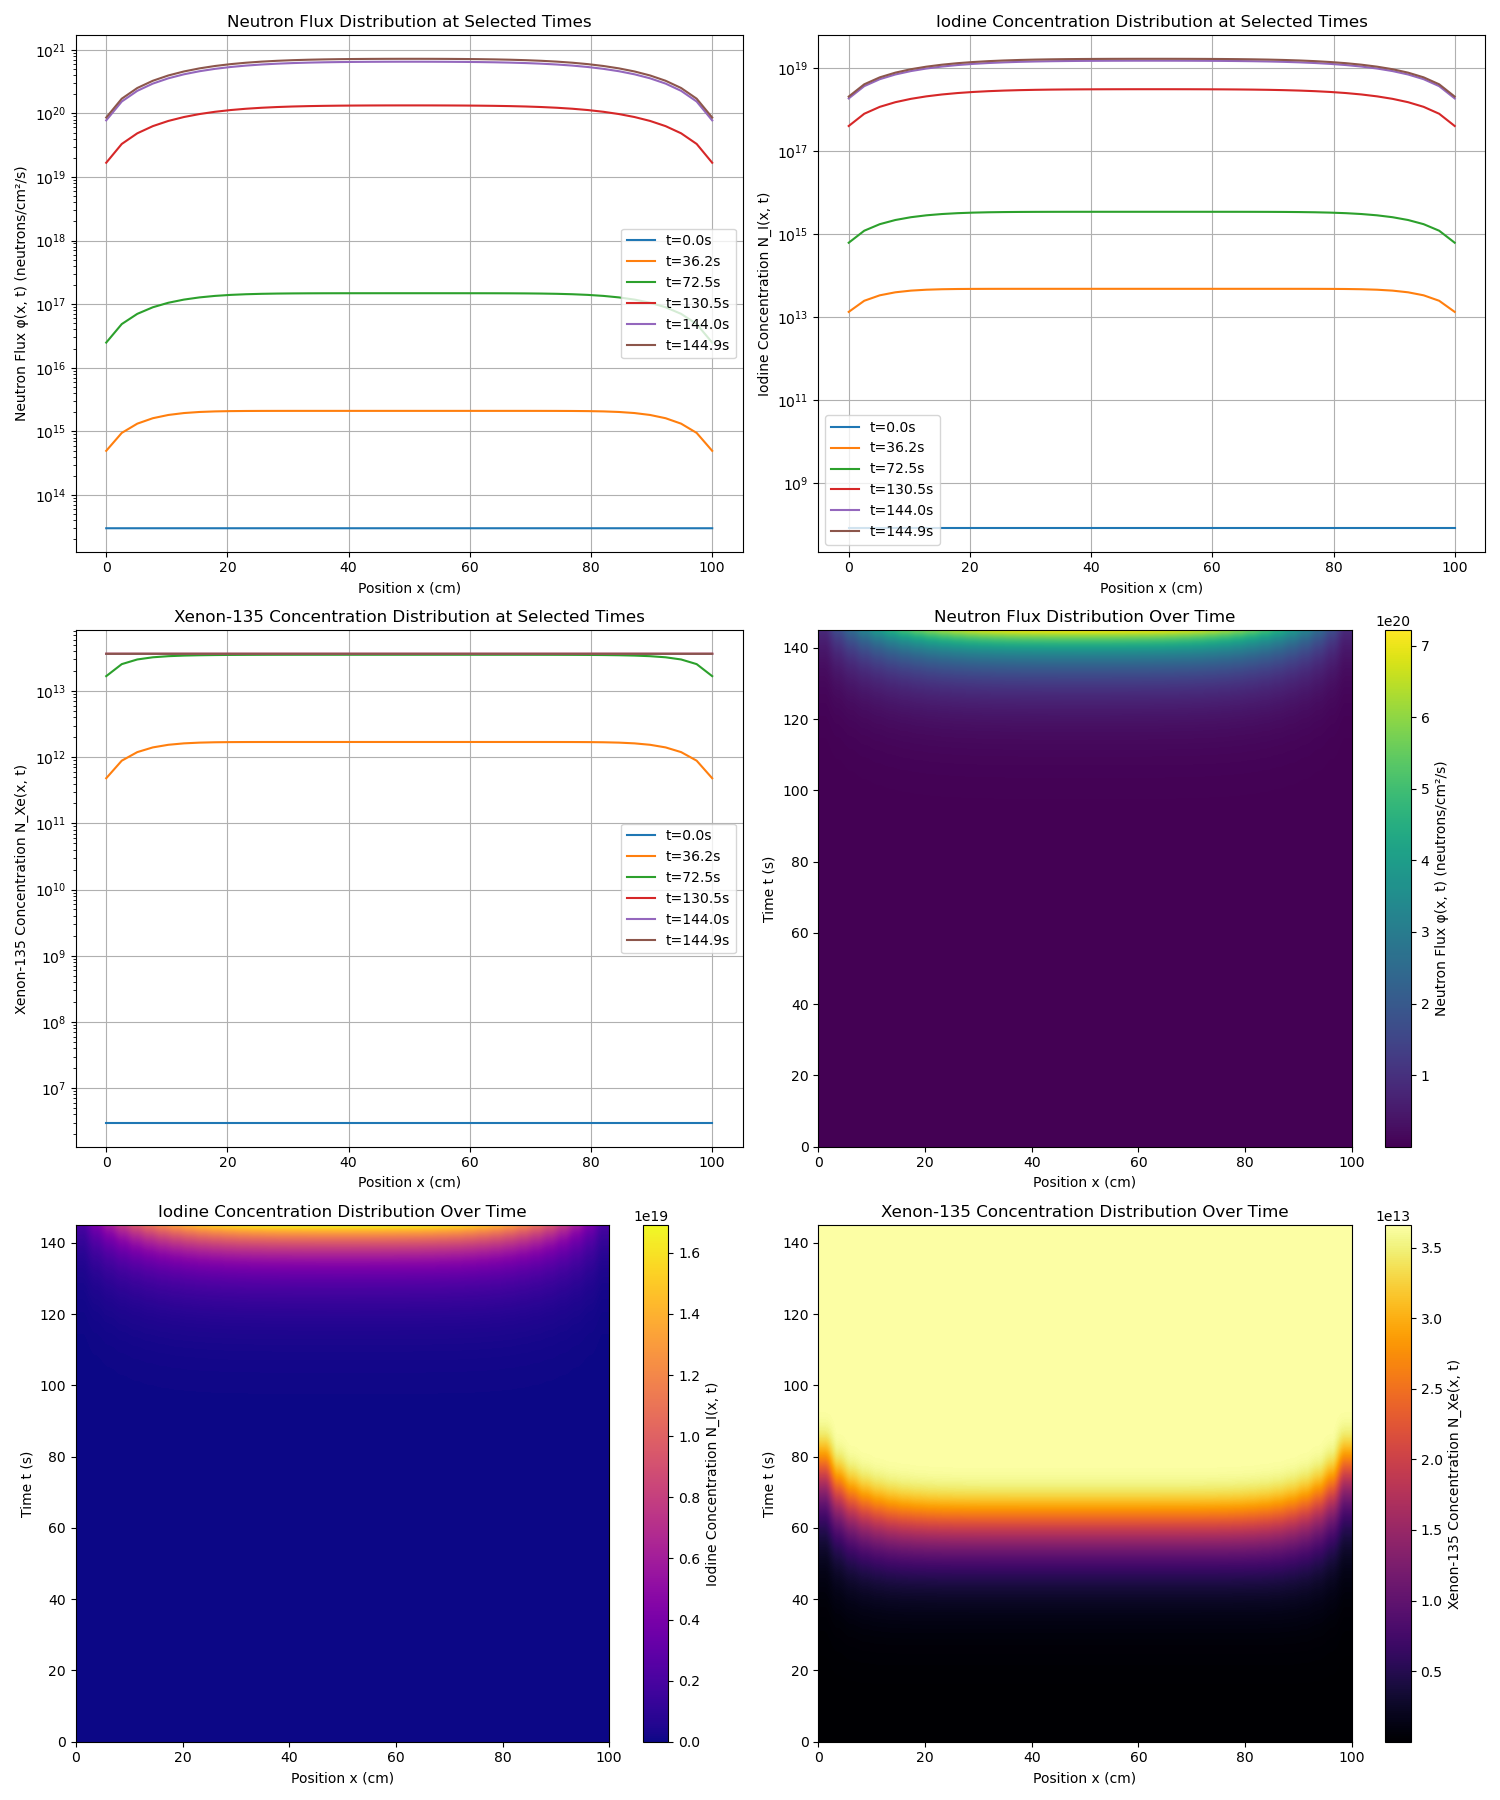 Neutron Flux Distribution at Selected Times
Neutron Flux φ(x, t) (neutrons/cm²/s)
10²¹
10²⁰
10¹⁹
10¹⁸
10¹⁷
10¹⁶
10¹⁵
10¹⁴
t=0.0s
t=36.2s
t=72.5s
t=130.5s
t=144.0s
t=144.9s
0 20 40 60 80 100
Position x (cm)
Iodine Concentration Distribution at Selected Times
Iodine Concentration N_I(x, t)
10¹⁹
10¹⁷
10¹⁵
10¹³
10¹¹
10⁹
t=0.0s
t=36.2s
t=72.5s
t=130.5s
t=144.0s
t=144.9s
0 20 40 60 80 100
Position x (cm)
Xenon-135 Concentration Distribution at Selected Times
Xenon-135 Concentration N_Xe(x, t)
10¹³
10¹²
10¹¹
10¹⁰
10⁹
10⁸
10⁷
t=0.0s
t=36.2s
t=72.5s
t=130.5s
t=144.0s
t=144.9s
0 20 40 60 80 100
Position x (cm)
Neutron Flux Distribution Over Time
Time t (s)
140
120
100
80
60
40
20
0
0 20 40 60 80 100
Position x (cm)
1e20
7
6
5
4
3
2
1
Neutron Flux φ(x, t) (neutrons/cm²/s)
Iodine Concentration Distribution Over Time
Time t (s)
140
120
100
80
60
40
20
0
0 20 40 60 80 100
Position x (cm)
1e19
1.6
1.4
1.2
1.0
0.8
0.6
0.4
0.2
0.0
Iodine Concentration N_I(x, t)
Xenon-135 Concentration Distribution Over Time
Time t (s)
140
120
100
80
60
40
20
0
0 20 40 60 80 100
Position x (cm)
1e13
3.5
3.0
2.5
2.0
1.5
1.0
0.5
Xenon-135 Concentration N_Xe(x, t)